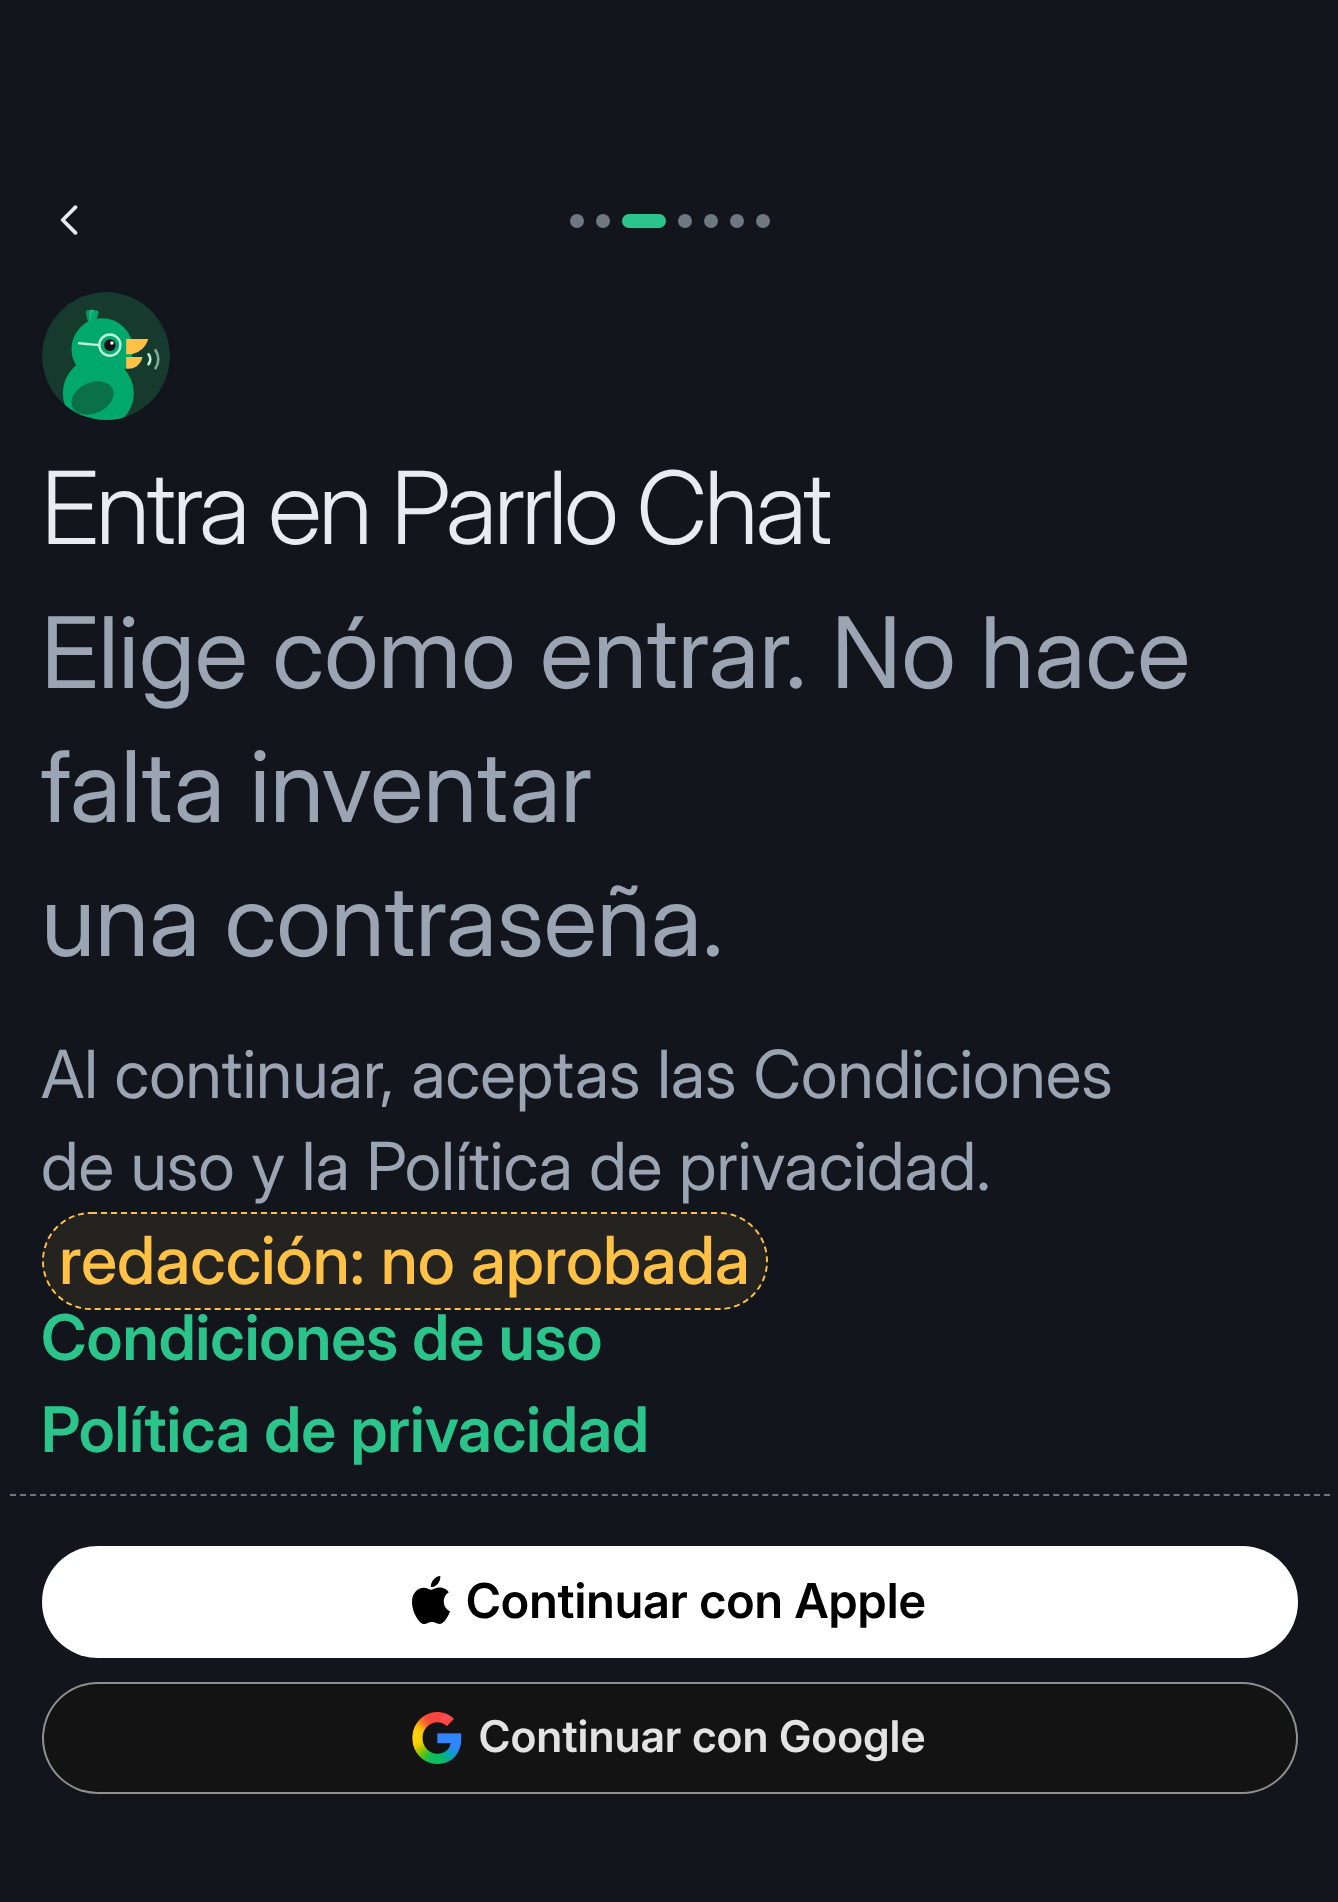 Entra en Parrlo Chat
Elige cómo entrar. No hace
falta inventar
una contraseña.
Al continuar, aceptas las Condiciones
de uso y la Política de privacidad.
redacción: no aprobada
Condiciones de uso
Política de privacidad
Continuar con Apple
Continuar con Google